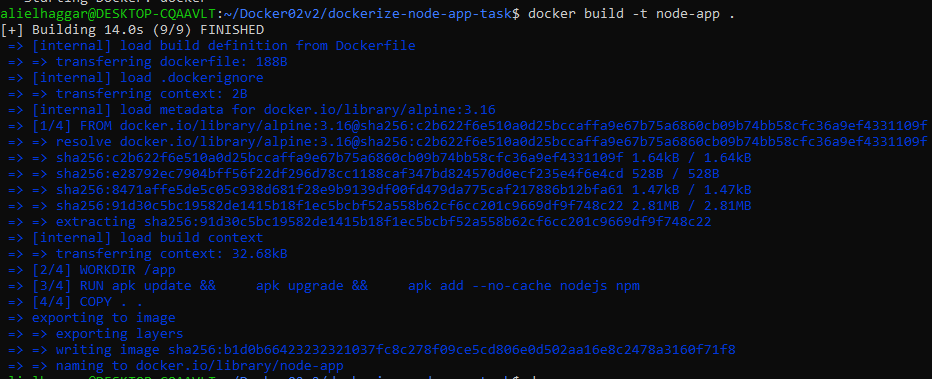 Starting Docker: docker
alielhaggar@DESKTOP-CQAAVLT:~/Docker02v2/dockerize-node-app-task$ docker build -t node-app .
[+] Building 14.0s (9/9) FINISHED
=> [internal] load build definition from Dockerfile
=> => transferring dockerfile: 188B
=> [internal] load .dockerignore
=> => transferring context: 2B
=> [internal] load metadata for docker.io/library/alpine:3.16
=> [1/4] FROM docker.io/library/alpine:3.16@sha256:c2b622f6e510a0d25bccaffa9e67b75a6860cb09b74bb58cfc36a9ef4331109f
=> => resolve docker.io/library/alpine:3.16@sha256:c2b622f6e510a0d25bccaffa9e67b75a6860cb09b74bb58cfc36a9ef4331109f
=> => sha256:c2b622f6e510a0d25bccaffa9e67b75a6860cb09b74bb58cfc36a9ef4331109f 1.64kB / 1.64kB
=> => sha256:e28792ec7904bff56f22df296d78cc1188caf347bd824570d0ecf235e4f6e4cd 528B / 528B
=> => sha256:8471affe5de5c05c938d681f28e9b9139df00fd479da775caf217886b12bfa61 1.47kB / 1.47kB
=> => sha256:91d30c5bc19582de1415b18f1ec5bcbf52a558b62cf6cc201c9669df9f748c22 2.81MB / 2.81MB
=> => extracting sha256:91d30c5bc19582de1415b18f1ec5bcbf52a558b62cf6cc201c9669df9f748c22
=> [internal] load build context
=> => transferring context: 32.68kB
=> [2/4] WORKDIR /app
=> [3/4] RUN apk update &&     apk upgrade &&     apk add --no-cache nodejs npm
=> [4/4] COPY . .
=> exporting to image
=> => exporting layers
=> => writing image sha256:b1d0b66423232321037fc8c278f09ce5cd806e0d502aa16e8c2478a3160f71f8
=> => naming to docker.io/library/node-app